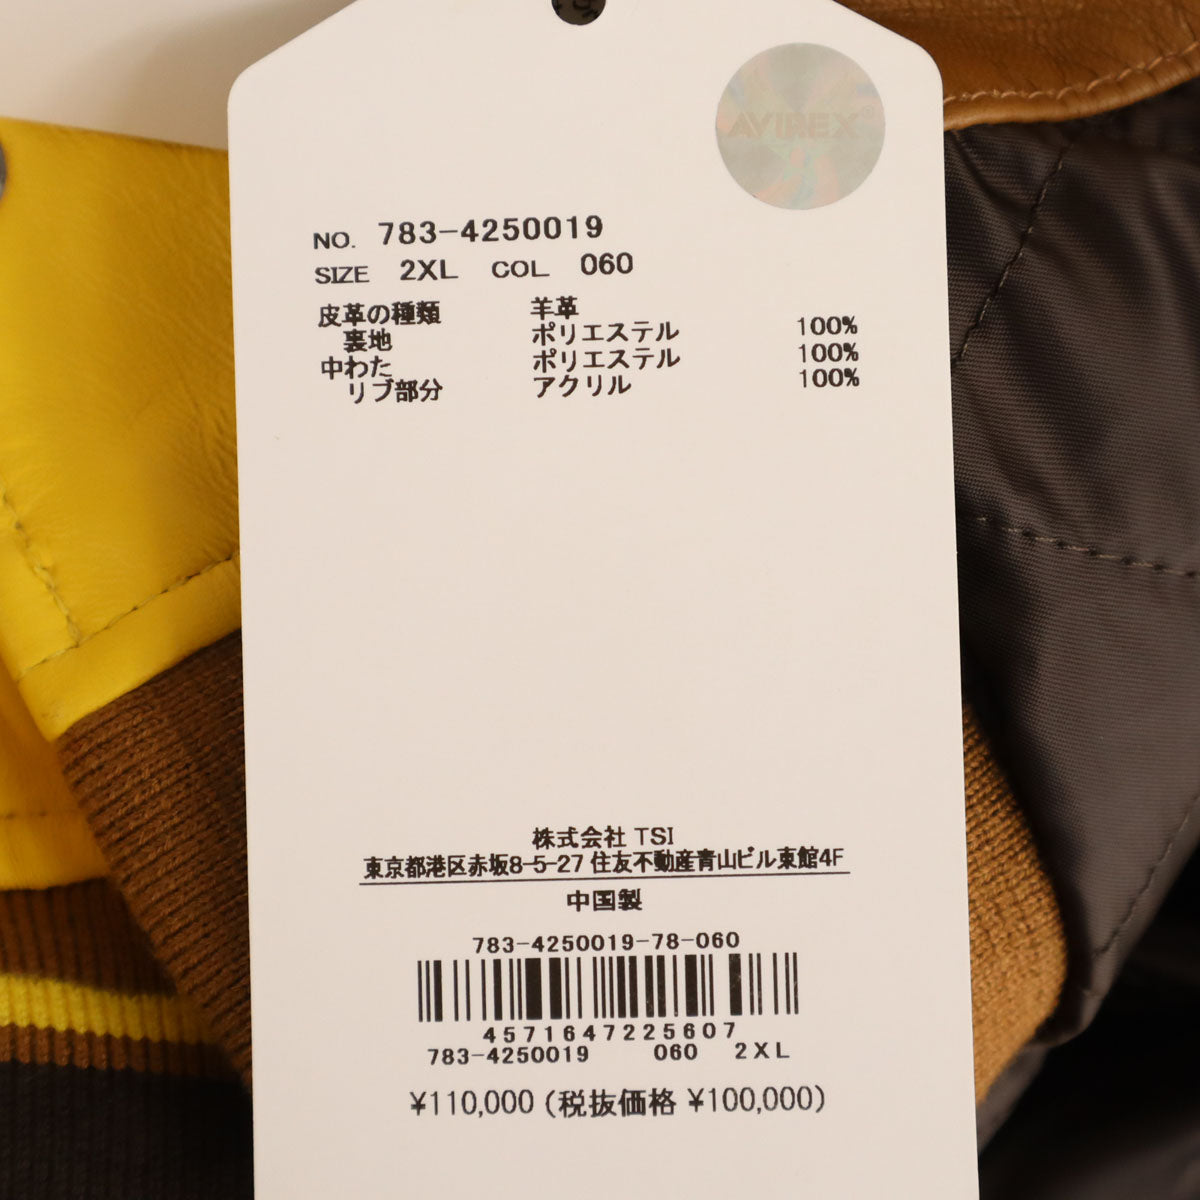 AVIREX®
NO. 783-4250019
SIZE 2XL COL 060
皮革の種類 羊革
裏地 ポリエステル 100%
中わた ポリエステル 100%
リブ部分 アクリル 100%
株式会社 TSI
東京都港区赤坂8-5-27 住友不動産青山ビル東館4F
中国製
783-4250019-78-060
4571647225607
783-4250019 060 2XL
¥110,000 (税抜価格 ¥100,000)